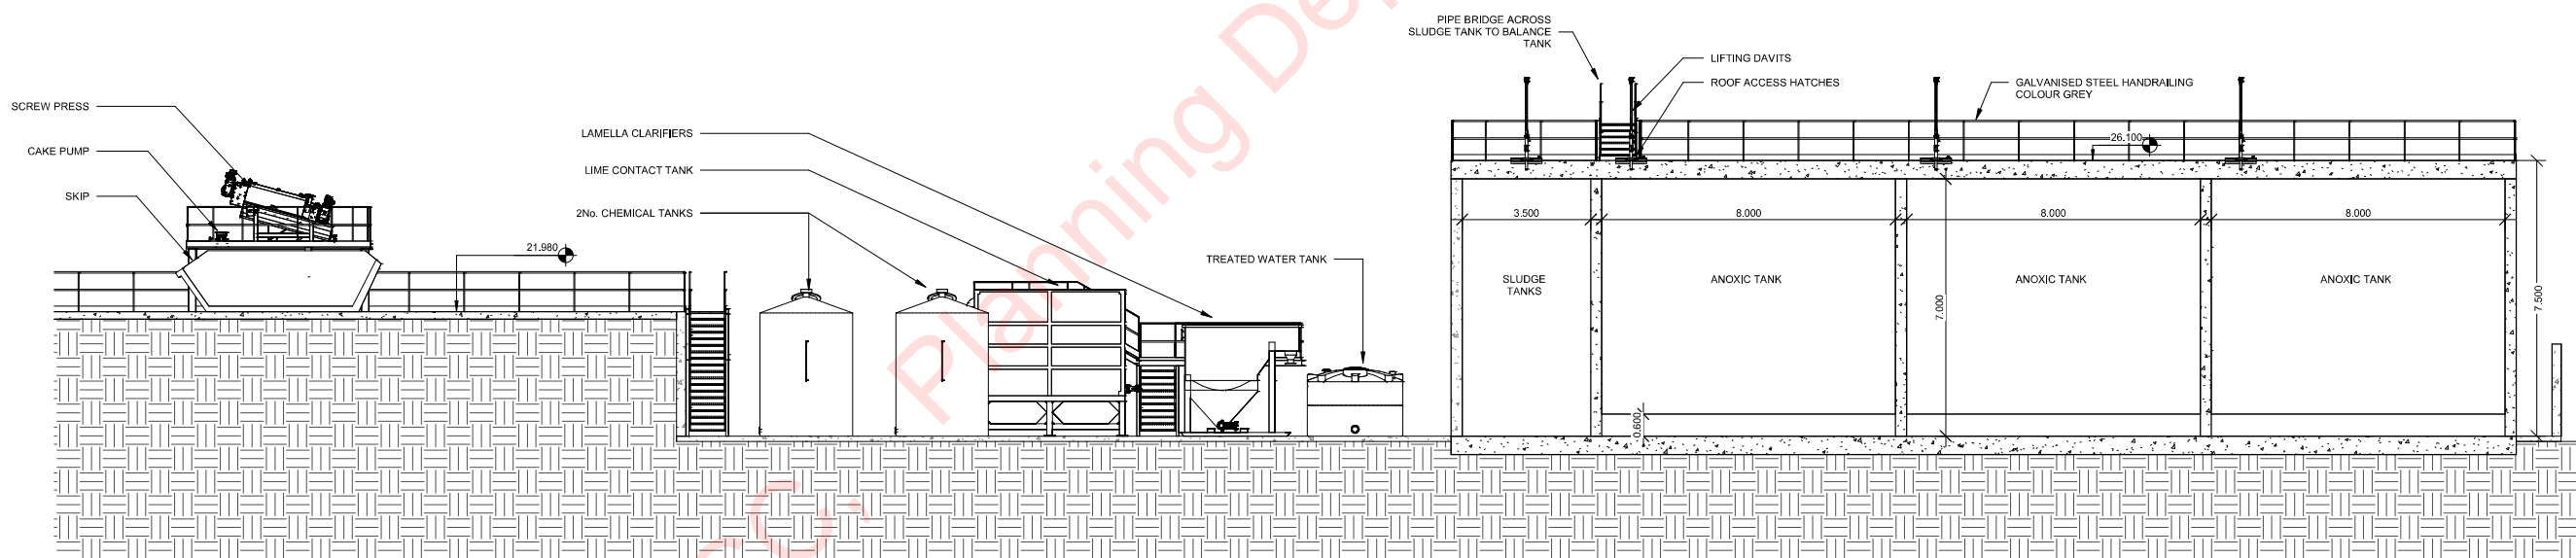 PIPE BRIDGE ACROSS
SLUDGE TANK TO BALANCE
TANK
LIFTING DAVITS
ROOF ACCESS HATCHES
GALVANISED STEEL HANDRAILING
COLOUR GREY
SCREW PRESS
CAKE PUMP
SKIP
LAMELLA CLARIFIERS
LIME CONTACT TANK
2No. CHEMICAL TANKS
TREATED WATER TANK
21.980
26.100
3.500
8.000
8.000
8.000
SLUDGE
TANKS
ANOXIC TANK
ANOXIC TANK
ANOXIC TANK
7.000
7.500
0.600
Planning